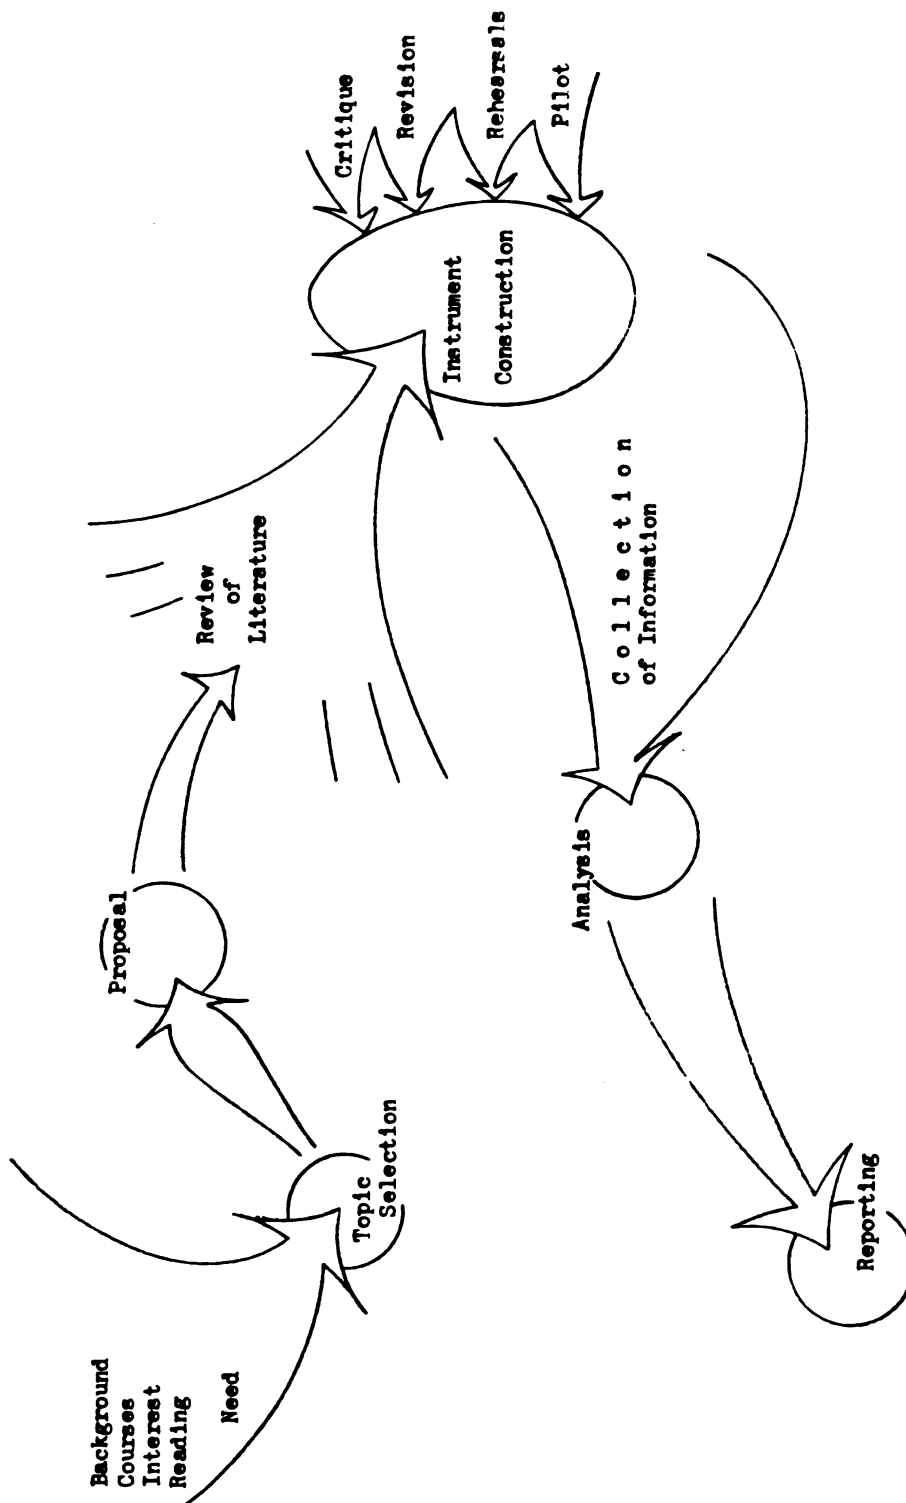 Background
Courses
Interest
Reading
Need
Topic
Selection
Proposal
Review
of
Literature
Instrument
Construction
Critique
Revision
Rehearsals
Pilot
Collection
of Information
Analysis
Reporting